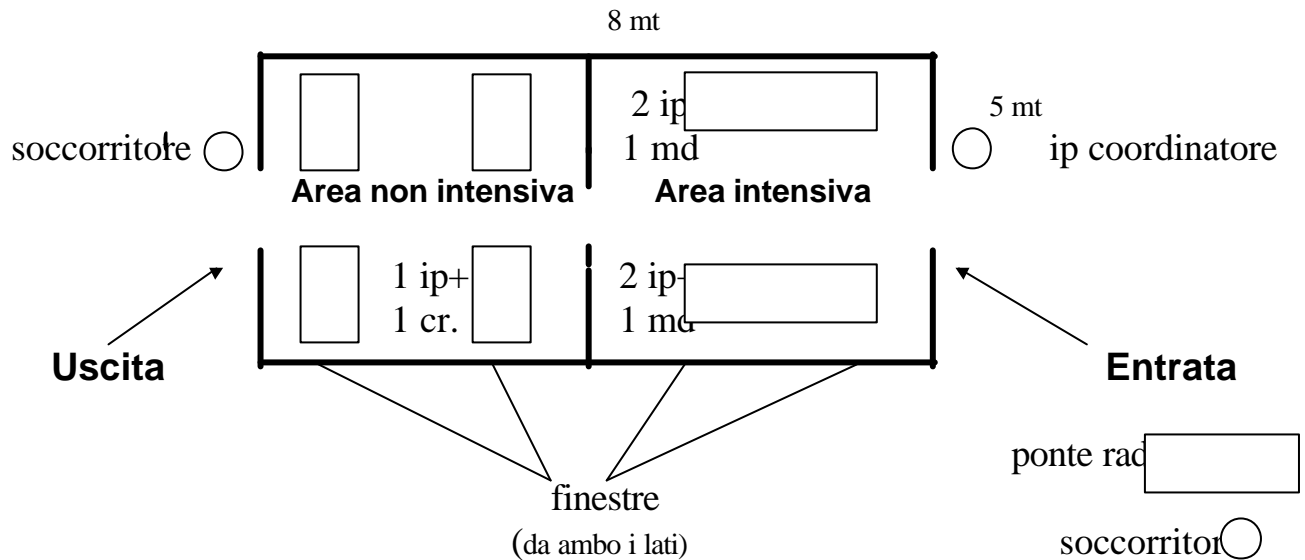 8 mt
2 ip
5 mt
soccorritore
1 md
ip coordinatore
Area non intensiva
Area intensiva
1 ip+
2 ip
1 cr.
1 md
Uscita
Entrata
ponte rad
finestre
soccorritor
(da ambo i lati)